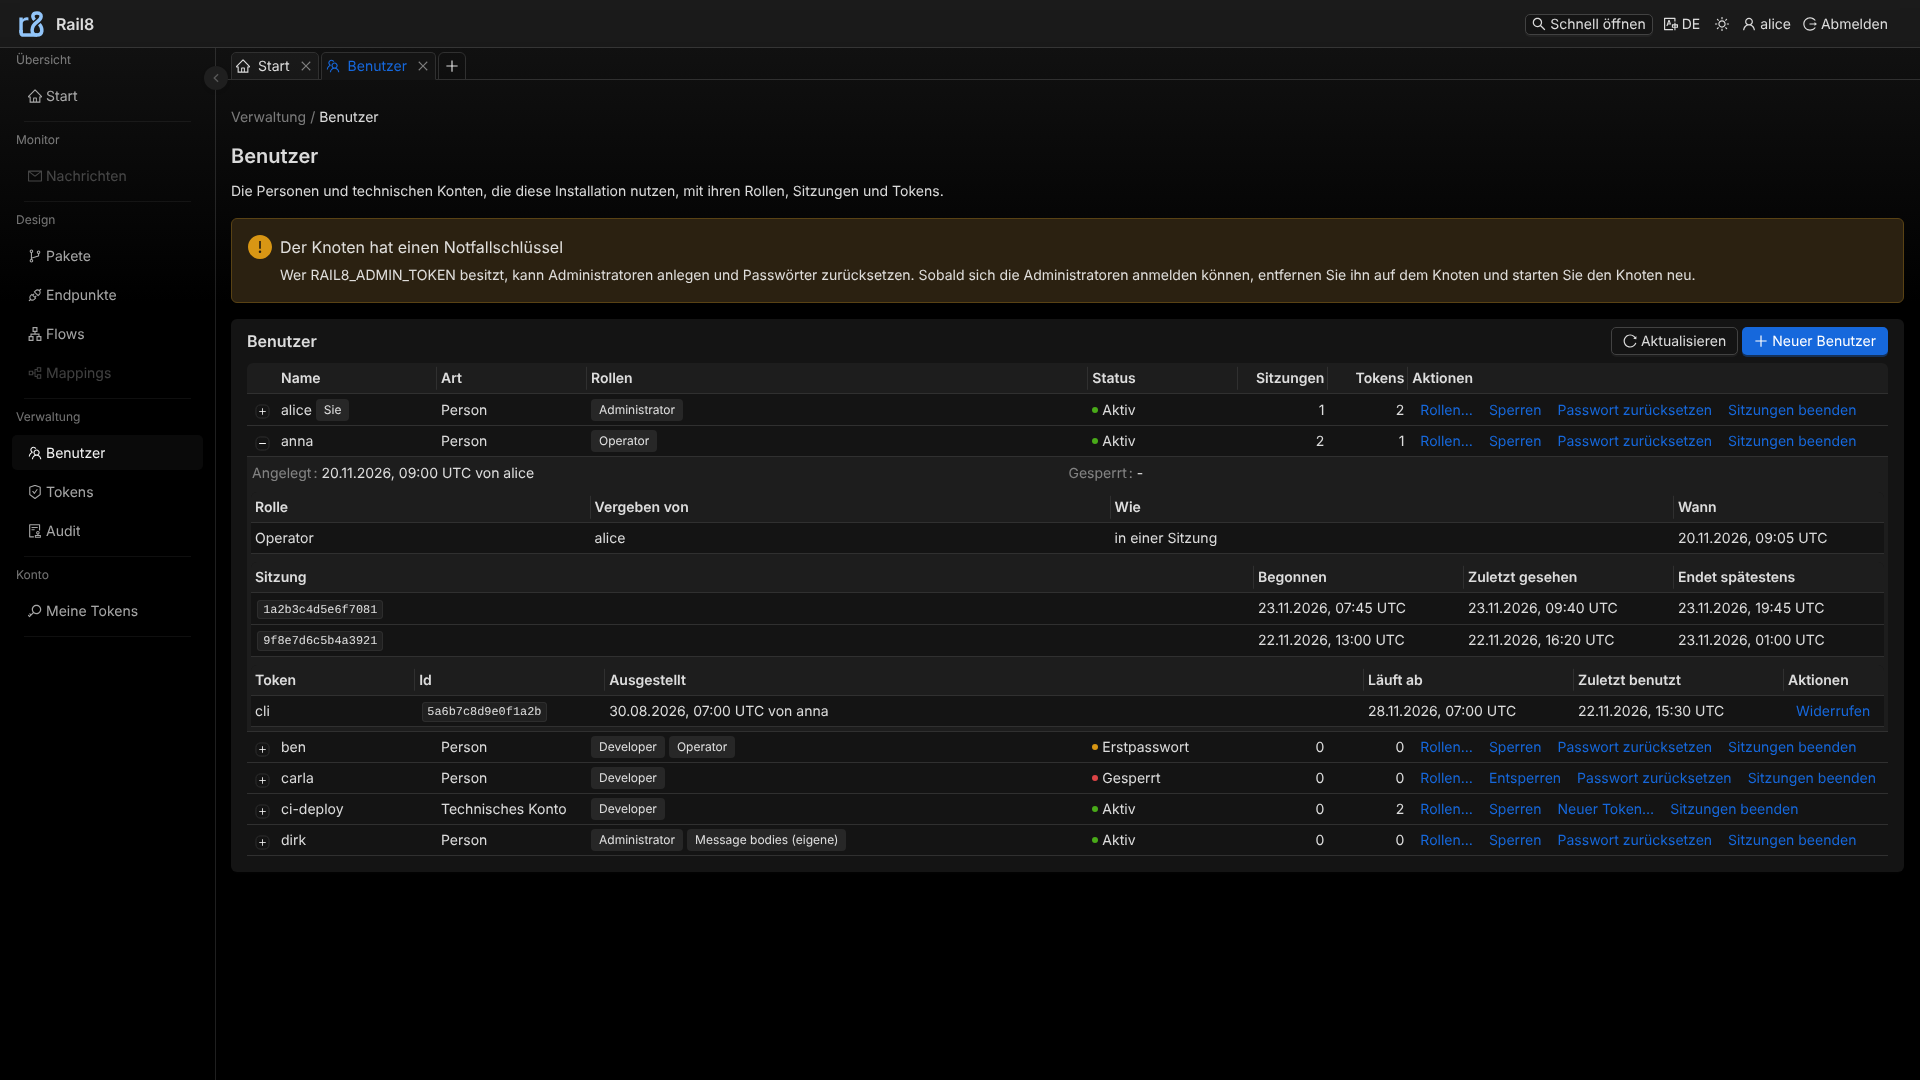 r8 Rail8
Schnell öffnen DE alice Abmelden
Übersicht
Start
Monitor
Nachrichten
Design
Pakete
Endpunkte
Flows
Mappings
Verwaltung
Benutzer
Tokens
Audit
Konto
Meine Tokens
Start Benutzer
Verwaltung / Benutzer
Benutzer
Die Personen und technischen Konten, die diese Installation nutzen, mit ihren Rollen, Sitzungen und Tokens.
Der Knoten hat einen Notfallschlüssel
Wer RAIL8_ADMIN_TOKEN besitzt, kann Administratoren anlegen und Passwörter zurücksetzen. Sobald sich die Administratoren anmelden können, entfernen Sie ihn auf dem Knoten und starten Sie den Knoten neu.
Benutzer Aktualisieren Neuer Benutzer
Name Art Rollen Status Sitzungen Tokens Aktionen
alice Sie Person Administrator Aktiv 1 2 Rollen... Sperren Passwort zurücksetzen Sitzungen beenden
anna Person Operator Aktiv 2 1 Rollen... Sperren Passwort zurücksetzen Sitzungen beenden
Angelegt: 20.11.2026, 09:00 UTC von alice Gesperrt: -
Rolle Vergeben von Wie Wann
Operator alice in einer Sitzung 20.11.2026, 09:05 UTC
Sitzung Begonnen Zuletzt gesehen Endet spätestens
1a2b3c4d5e6f7081 23.11.2026, 07:45 UTC 23.11.2026, 09:40 UTC 23.11.2026, 19:45 UTC
9f8e7d6c5b4a3921 22.11.2026, 13:00 UTC 22.11.2026, 16:20 UTC 23.11.2026, 01:00 UTC
Token Id Ausgestellt Läuft ab Zuletzt benutzt Aktionen
cli 5a6b7c8d9e0f1a2b 30.08.2026, 07:00 UTC von anna 28.11.2026, 07:00 UTC 22.11.2026, 15:30 UTC Widerrufen
ben Person Developer Operator Erstpasswort 0 0 Rollen... Sperren Passwort zurücksetzen Sitzungen beenden
carla Person Developer Gesperrt 0 0 Rollen... Entsperren Passwort zurücksetzen Sitzungen beenden
ci-deploy Technisches Konto Developer Aktiv 0 2 Rollen... Sperren Neuer Token... Sitzungen beenden
dirk Person Administrator Message bodies (eigene) Aktiv 0 0 Rollen... Sperren Passwort zurücksetzen Sitzungen beenden